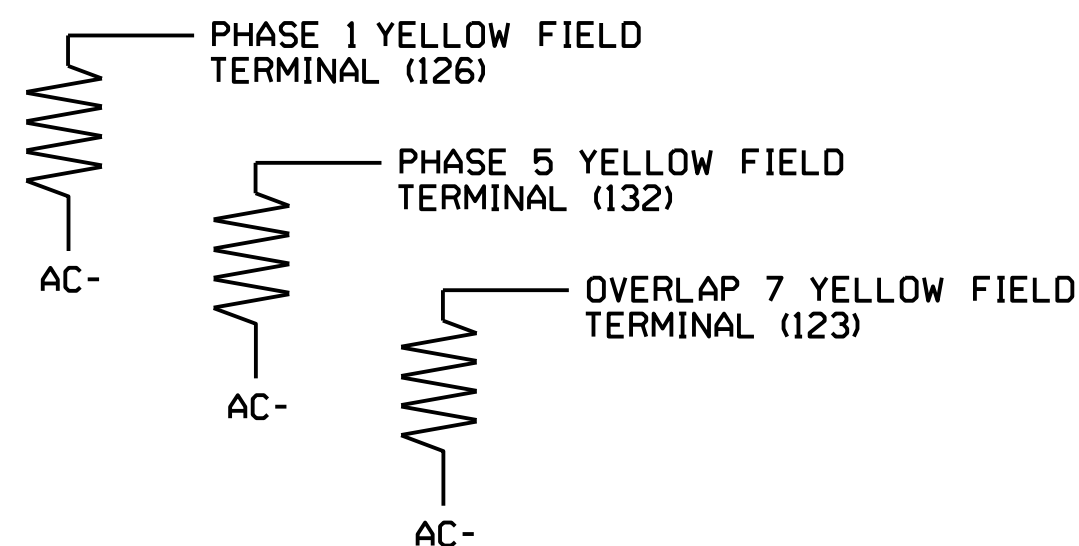 PHASE 1 YELLOW FIELD
TERMINAL (126)
AC-
PHASE 5 YELLOW FIELD
TERMINAL (132)
AC-
OVERLAP 7 YELLOW FIELD
TERMINAL (123)
AC-